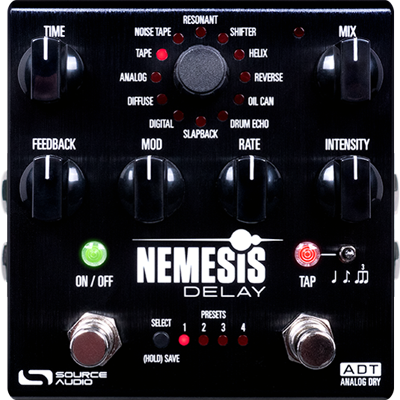 RESONANT
NOISE TAPE
SHIFTER
TIME
MIX
TAPE
HELIX
ANALOG
REVERSE
DIFFUSE
OIL CAN
DIGITAL
DRUM ECHO
SLAPBACK
FEEDBACK
MOD
RATE
INTENSITY
NEMESIS
DELAY
ON / OFF
TAP
3
SELECT
PRESETS
1 2 3 4
(HOLD) SAVE
SOURCE
AUDIO
ADT
ANALOG DRY